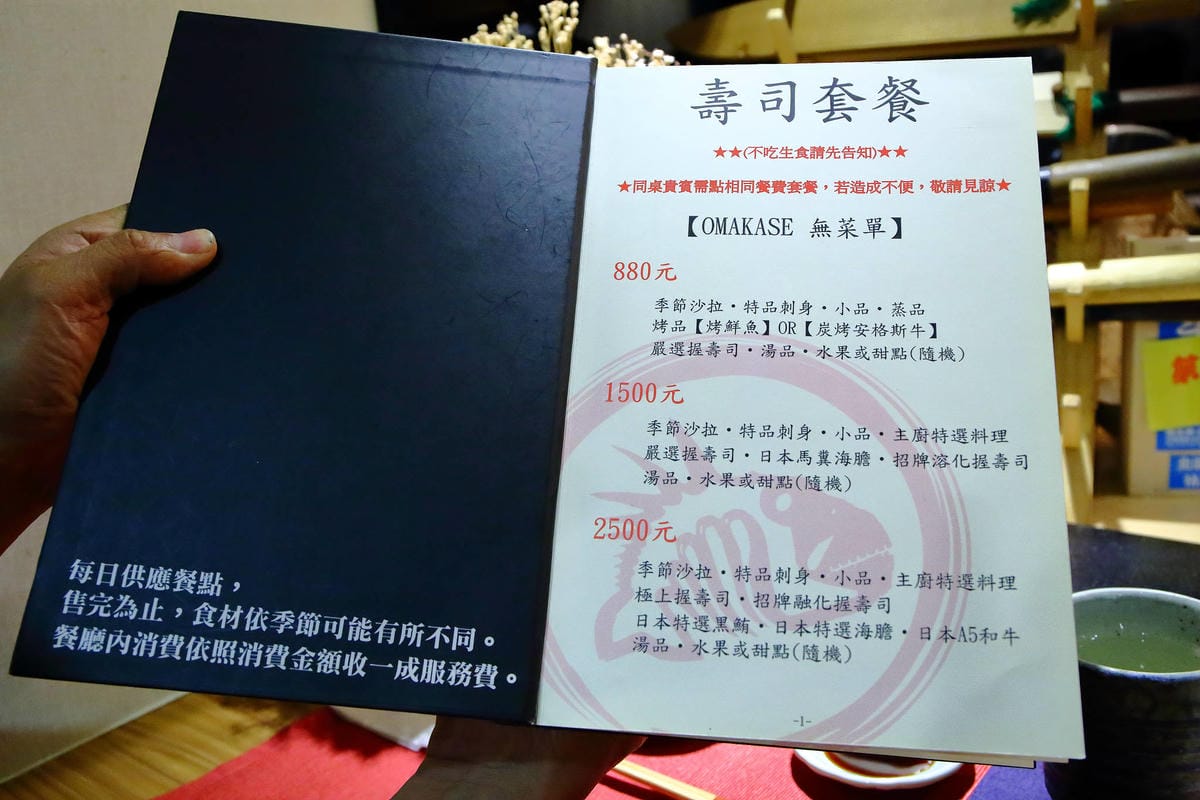 每日供應餐點，
售完為止，食材依季節可能有所不同。
餐廳內消費依照消費金額收一成服務費。
壽司套餐
★★(不吃生食請先告知)★★
★同桌貴賓需點相同餐費套餐，若造成不便，敬請見諒★
【OMAKASE 無菜單】
880元
季節沙拉・特品刺身・小品・蒸品
烤品【烤鮮魚】OR【炭烤安格斯牛】
嚴選握壽司・湯品・水果或甜點(隨機)
1500元
季節沙拉・特品刺身・小品・主廚特選料理
嚴選握壽司・日本馬糞海膽・招牌溶化握壽司
湯品・水果或甜點(隨機)
2500元
季節沙拉・特品刺身・小品・主廚特選料理
極上握壽司・招牌融化握壽司
日本特選黑鮪・日本特選海膽・日本A5和牛
湯品・水果或甜點(隨機)
-1-